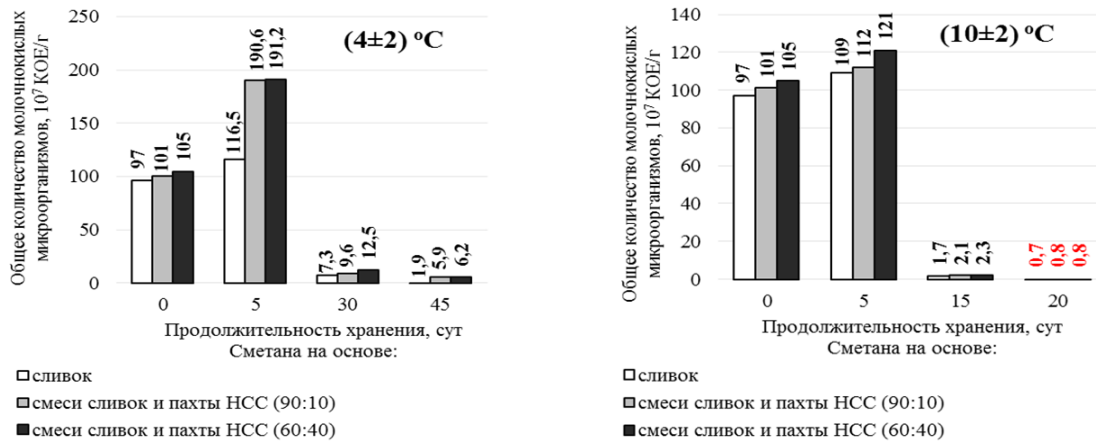 Общее количество молочнокислых
микроорганизмов, 10⁷ КОЕ/г
(4±2) ºС
250
200
150
100
50
0
97
101
105
116,5
190,6
191,2
7,3
9,6
12,5
1,9
5,9
6,2
0
5
30
45
Продолжительность хранения, сут
Сметана на основе:
сливок
смеси сливок и пахты НСС (90:10)
смеси сливок и пахты НСС (60:40)
Общее количество молочнокислых
микроорганизмов, 10⁷ КОЕ/г
(10±2) ºС
140
120
100
80
60
40
20
0
97
101
105
109
112
121
1,7
2,1
2,3
0,7
0,8
0,8
0
5
15
20
Продолжительность хранения, сут
Сметана на основе:
сливок
смеси сливок и пахты НСС (90:10)
смеси сливок и пахты НСС (60:40)